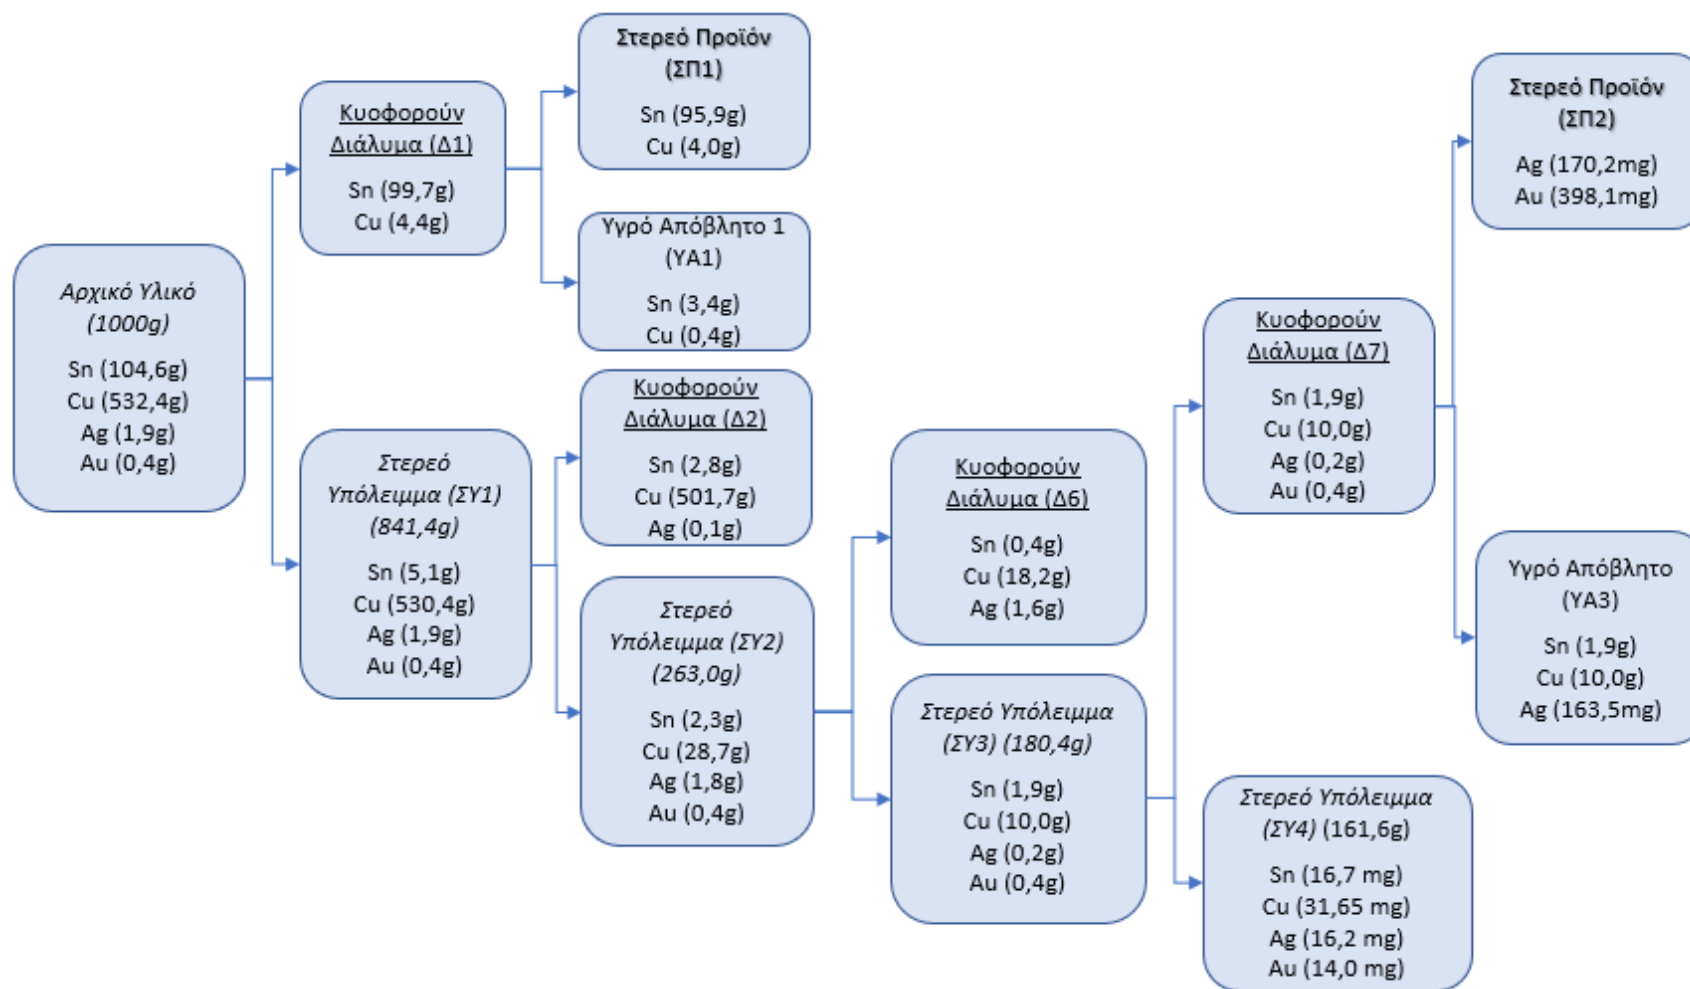 Αρχικό Υλικό
(1000g)
Sn (104,6g)
Cu (532,4g)
Ag (1,9g)
Au (0,4g)
Κυοφορούν
Διάλυμα (Δ1)
Sn (99,7g)
Cu (4,4g)
Στερεό
Υπόλειμμα (ΣΥ1)
(841,4g)
Sn (5,1g)
Cu (530,4g)
Ag (1,9g)
Au (0,4g)
Στερεό Προϊόν
(ΣΠ1)
Sn (95,9g)
Cu (4,0g)
Υγρό Απόβλητο 1
(ΥΑ1)
Sn (3,4g)
Cu (0,4g)
Κυοφορούν
Διάλυμα (Δ2)
Sn (2,8g)
Cu (501,7g)
Ag (0,1g)
Στερεό
Υπόλειμμα (ΣΥ2)
(263,0g)
Sn (2,3g)
Cu (28,7g)
Ag (1,8g)
Au (0,4g)
Κυοφορούν
Διάλυμα (Δ6)
Sn (0,4g)
Cu (18,2g)
Ag (1,6g)
Στερεό Υπόλειμμα
(ΣΥ3) (180,4g)
Sn (1,9g)
Cu (10,0g)
Ag (0,2g)
Au (0,4g)
Κυοφορούν
Διάλυμα (Δ7)
Sn (1,9g)
Cu (10,0g)
Ag (0,2g)
Au (0,4g)
Στερεό Υπόλειμμα
(ΣΥ4) (161,6g)
Sn (16,7 mg)
Cu (31,65 mg)
Ag (16,2 mg)
Au (14,0 mg)
Στερεό Προϊόν
(ΣΠ2)
Ag (170,2mg)
Au (398,1mg)
Υγρό Απόβλητο
(ΥΑ3)
Sn (1,9g)
Cu (10,0g)
Ag (163,5mg)